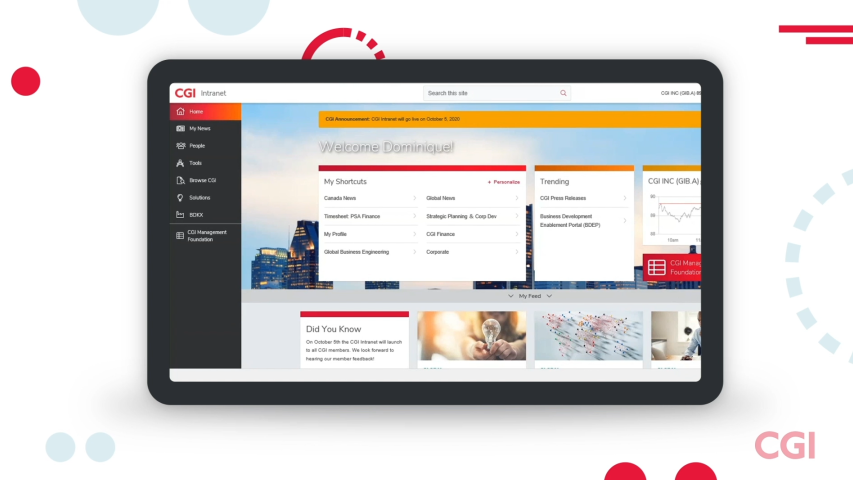 CGI Intranet
Search this site
CGI INC (GIB.A)
Home
My News
People
Tools
Browse CGI
Solutions
BDXX
CGI Management
Foundation
CGI Announcement: CGI Intranet will go live on October 5, 2020
Welcome Dominique!
My Shortcuts
+ Personalize
Canada News
Global News
Timesheet: PSA Finance
Strategic Planning & Corp Dev
My Profile
CGI Finance
Global Business Engineering
Corporate
Trending
CGI Press Releases
Business Development
Enablement Portal (BDEP)
CGI INC (GIB.A)
10am
CGI Mana
Foundation
My Feed
Did You Know
On October 5th the CGI Intranet will launch
to all CGI members. We look forward to
hearing our member feedback!
CGI